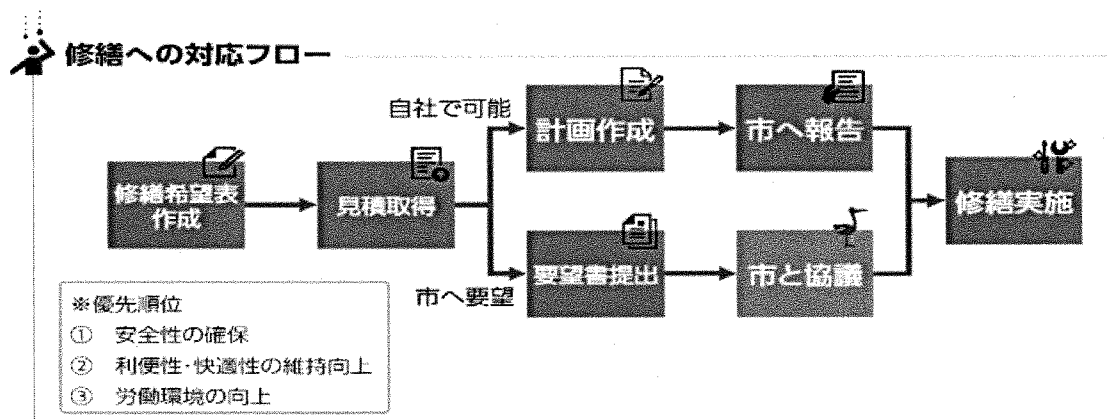 修繕への対応フロー
自社で可能
計画作成
市へ報告
修繕希望表
作成
見積取得
修繕実施
市へ要望
要望書提出
市と協議
※優先順位
① 安全性の確保
② 利便性・快適性の維持向上
③ 労働環境の向上